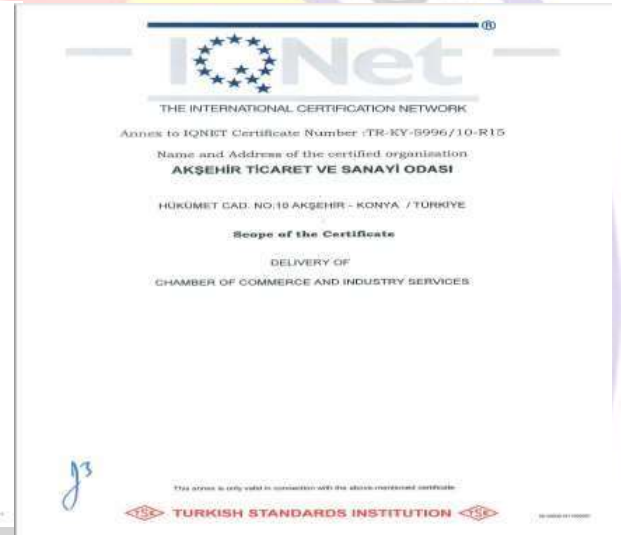 IQNet ®
THE INTERNATIONAL CERTIFICATION NETWORK
Annex to IQNET Certificate Number :TR-KY-5996/10-R15
Name and Address of the certified organization
AKŞEHİR TİCARET VE SANAYİ ODASI
HÜKÜMET CAD. NO:10 AKŞEHİR - KONYA / TÜRKİYE
Scope of the Certificate
DELIVERY OF
CHAMBER OF COMMERCE AND INDUSTRY SERVICES
This annex is only valid in connection with the above-mentioned certificate
TSE TURKISH STANDARDS INSTITUTION TSE